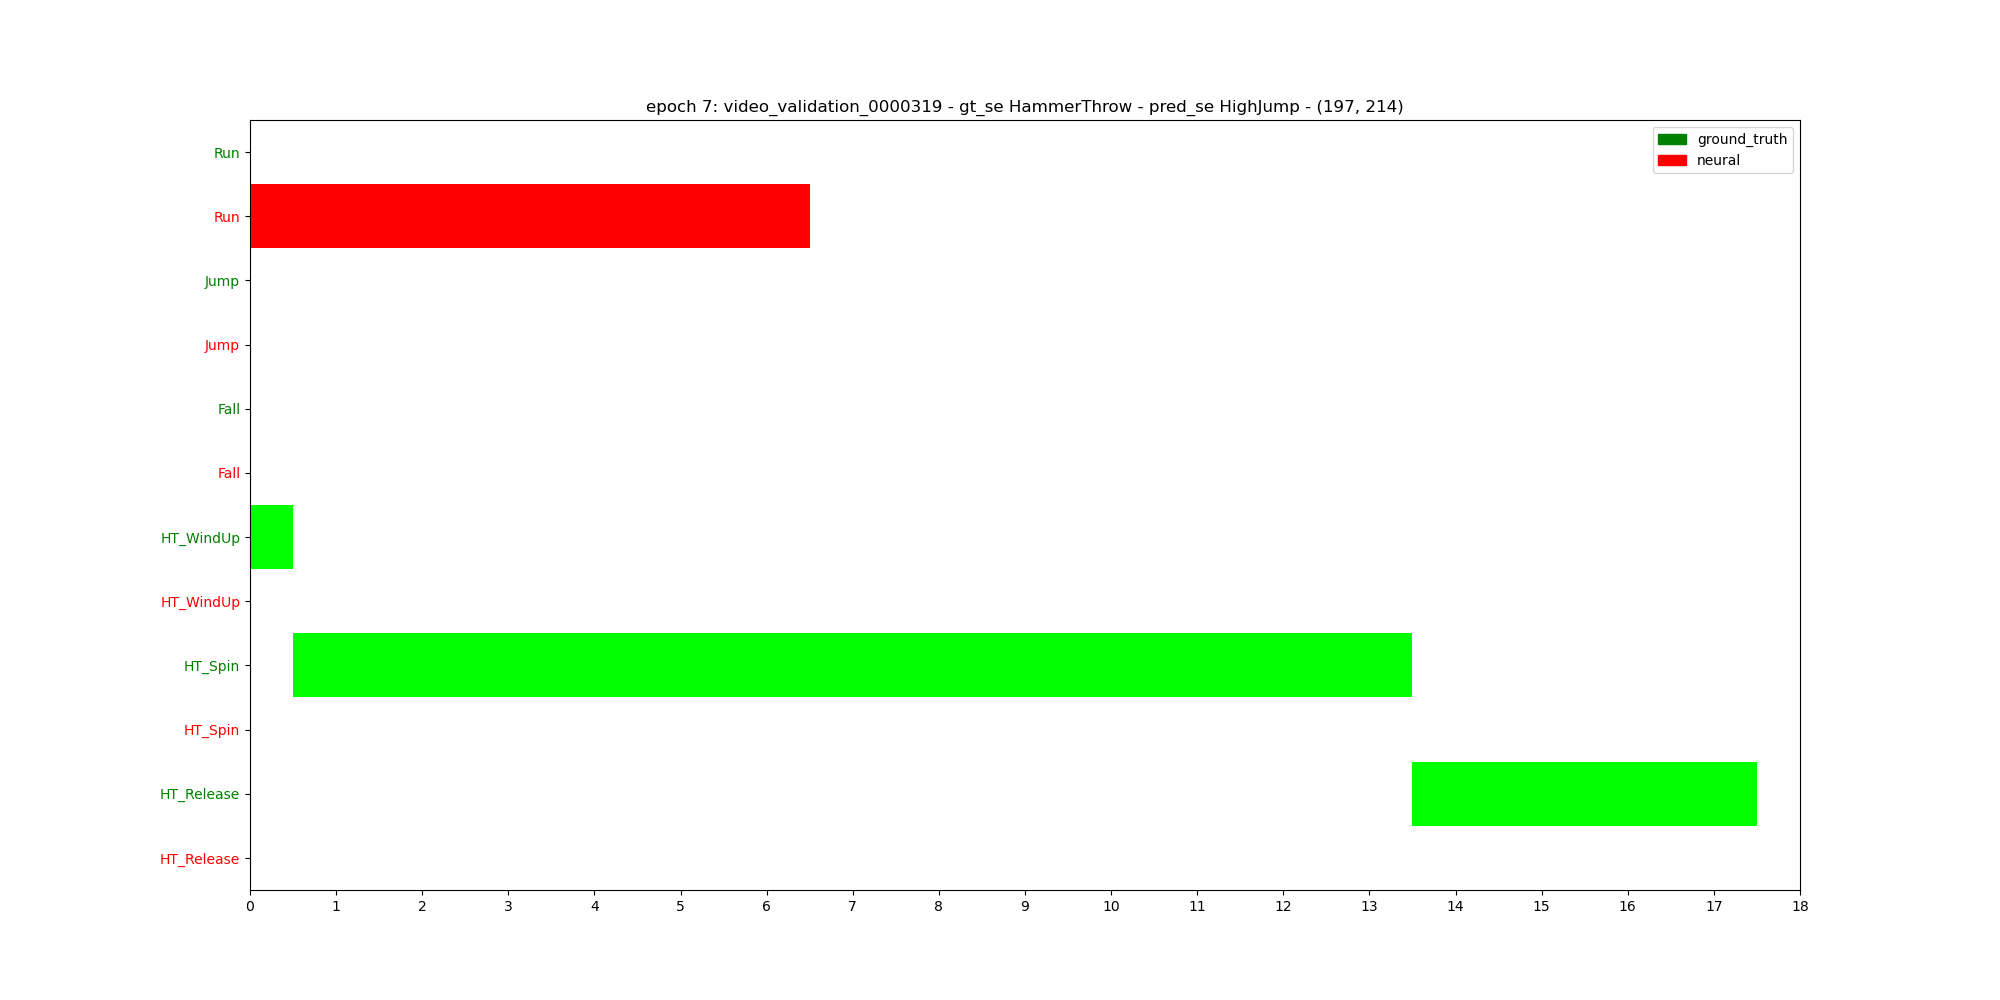 epoch 7: video_validation_0000319 - gt_se HammerThrow - pred_se HighJump - (197, 214)
ground_truth
neural
Run
Run
Jump
Jump
Fall
Fall
HT_WindUp
HT_WindUp
HT_Spin
HT_Spin
HT_Release
HT_Release
0 1 2 3 4 5 6 7 8 9 10 11 12 13 14 15 16 17 18